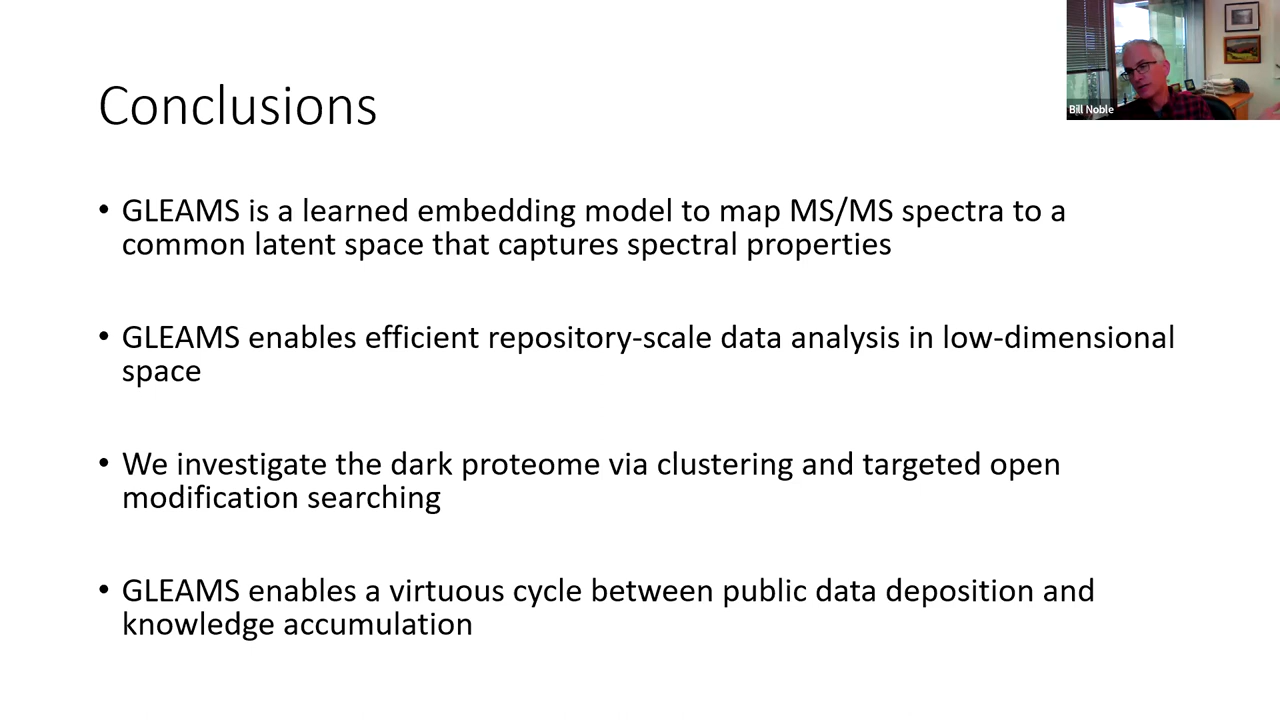 Bill Noble
Conclusions
• GLEAMS is a learned embedding model to map MS/MS spectra to a
common latent space that captures spectral properties
• GLEAMS enables efficient repository-scale data analysis in low-dimensional
space
• We investigate the dark proteome via clustering and targeted open
modification searching
• GLEAMS enables a virtuous cycle between public data deposition and
knowledge accumulation